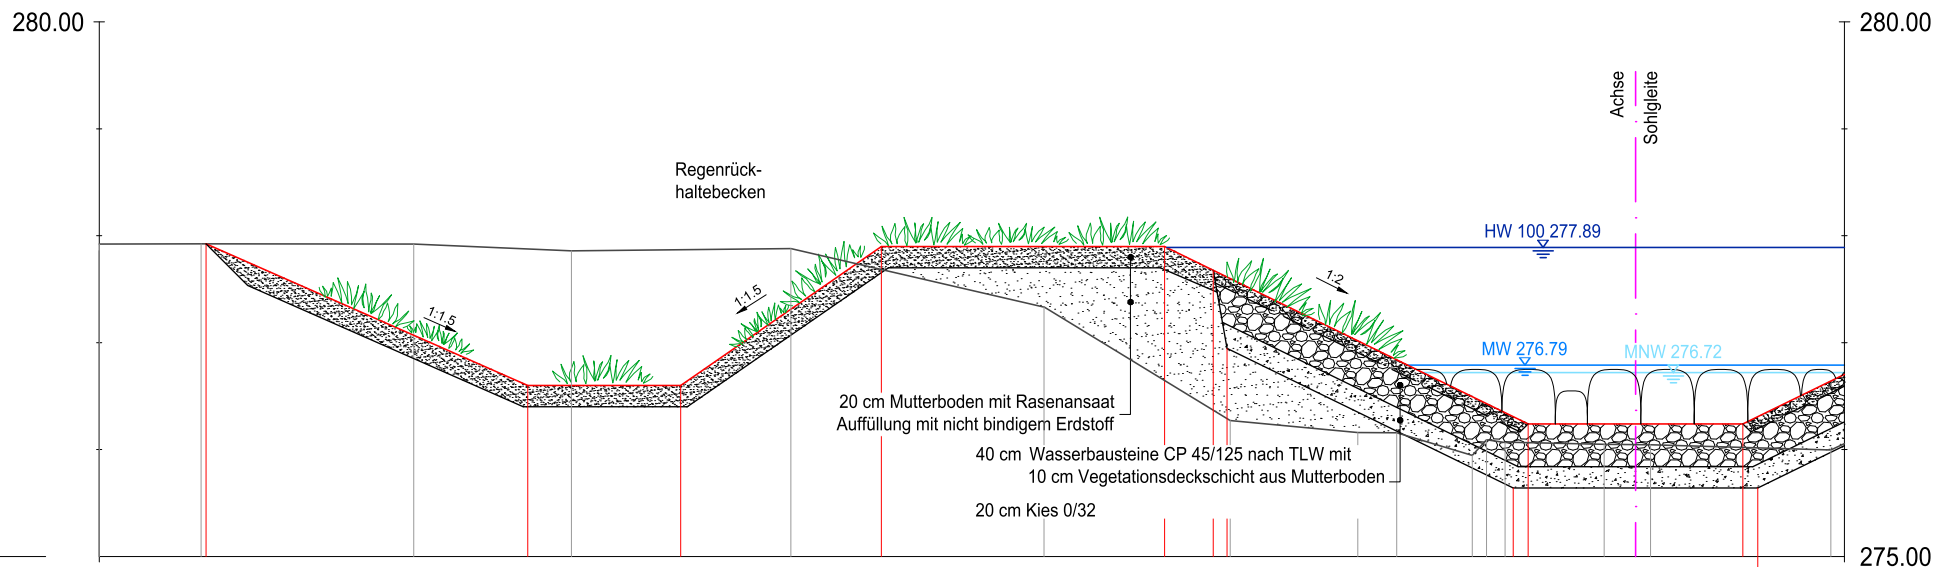 280.00
280.00
Achse
Sohlgleite
Regenrück-
haltebecken
HW 100 277.89
1:2
1:1.5
1:1.5
MW 276.79
MNW 276.72
20 cm Mutterboden mit Rasenansaat
Auffüllung mit nicht bindigem Erdstoff
40 cm Wasserbausteine CP 45/125 nach TLW mit
10 cm Vegetationsdeckschicht aus Mutterboden
20 cm Kies 0/32
275.00